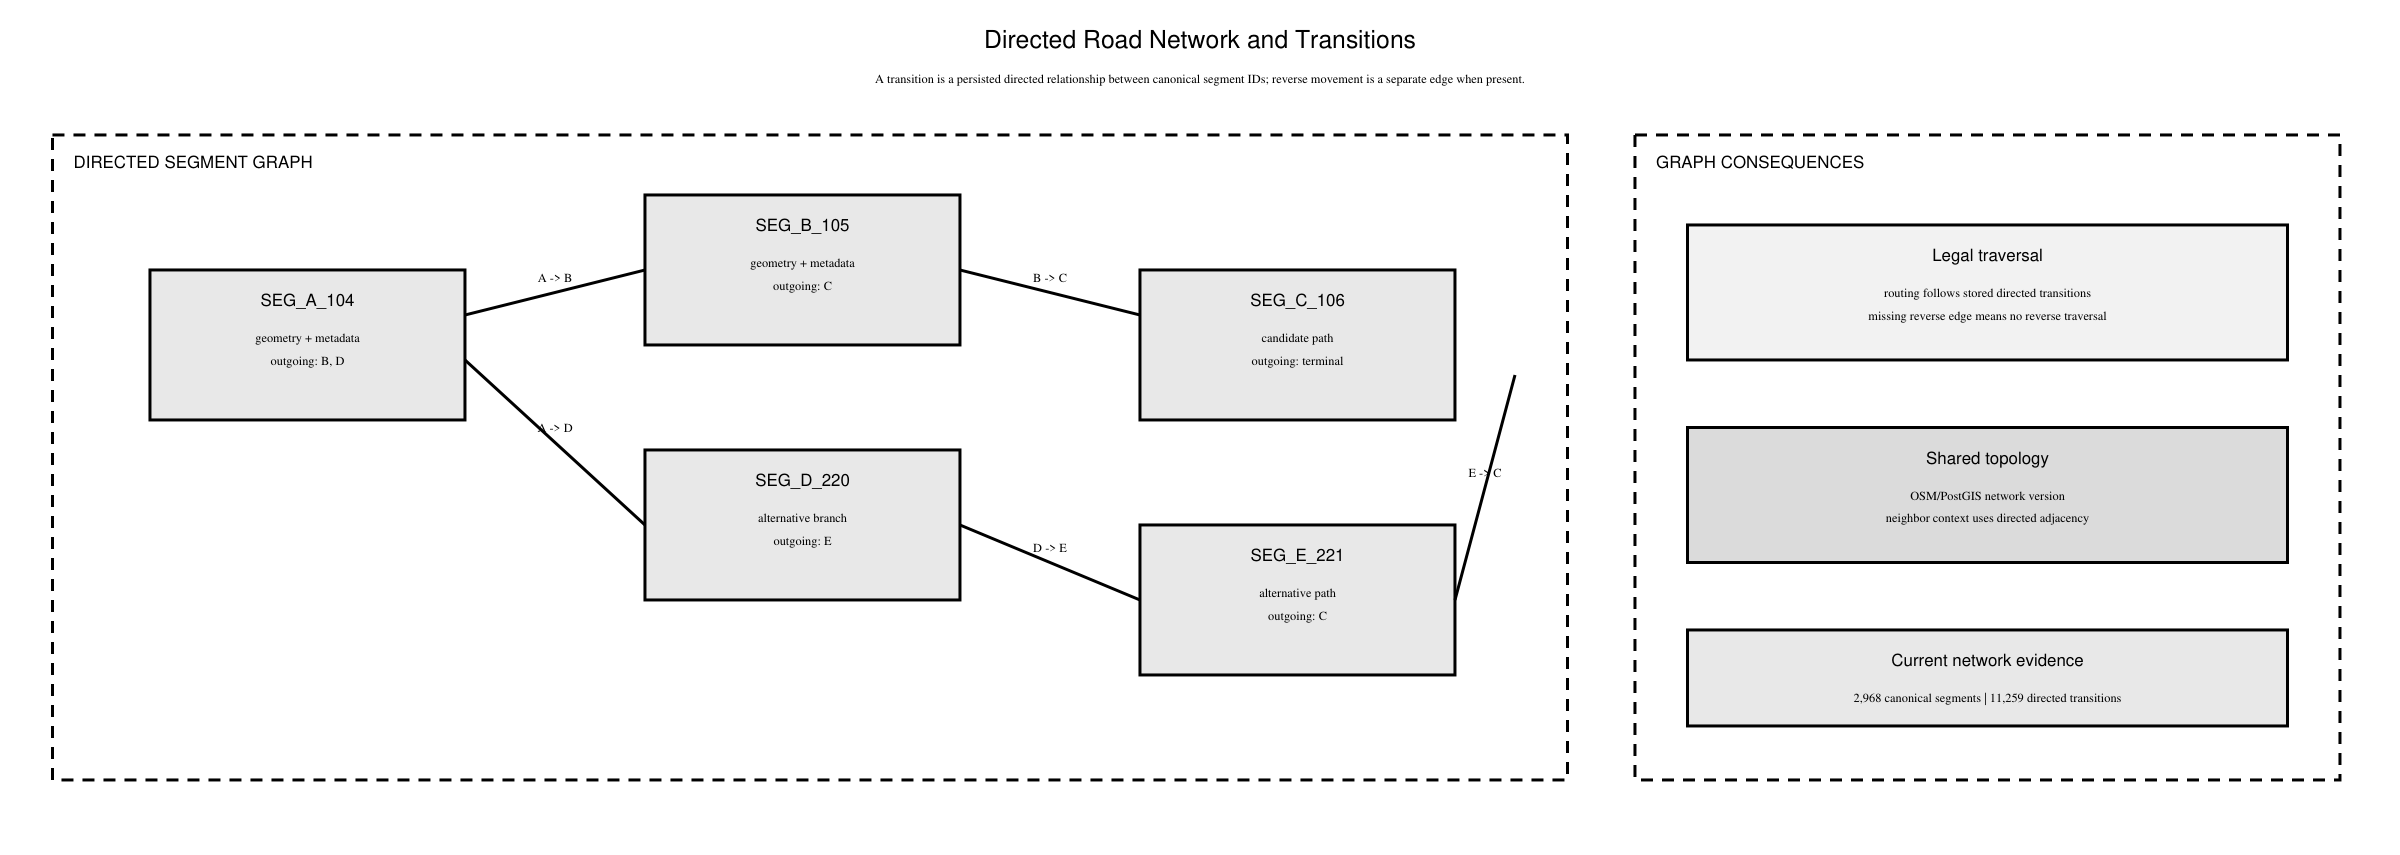 Directed Road Network and Transitions
A transition is a persisted directed relationship between canonical segment IDs; reverse movement is a separate edge when present.
DIRECTED SEGMENT GRAPH
SEG_A_104
geometry + metadata
outgoing: B, D
A -> B
SEG_B_105
geometry + metadata
outgoing: C
B -> C
SEG_C_106
candidate path
outgoing: terminal
A -> D
SEG_D_220
alternative branch
outgoing: E
D -> E
SEG_E_221
alternative path
outgoing: C
E -> C
GRAPH CONSEQUENCES
Legal traversal
routing follows stored directed transitions
missing reverse edge means no reverse traversal
Shared topology
OSM/PostGIS network version
neighbor context uses directed adjacency
Current network evidence
2,968 canonical segments | 11,259 directed transitions